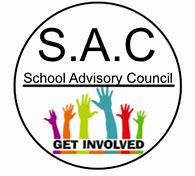 S.A.C
School Advisory Council
GET INVOLVED